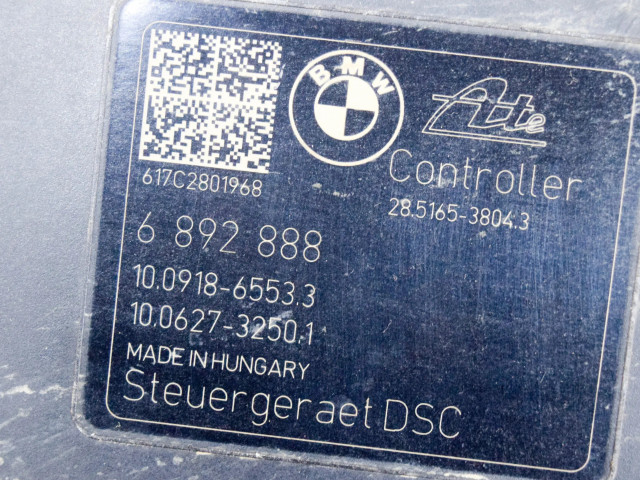 BMW
Ate
Controller
28.5165-3804.3
617C2801968
6 892 888
10.0918-6553.3
10.0627-3250.1
MADE IN HUNGARY
Steuergeraet DSC